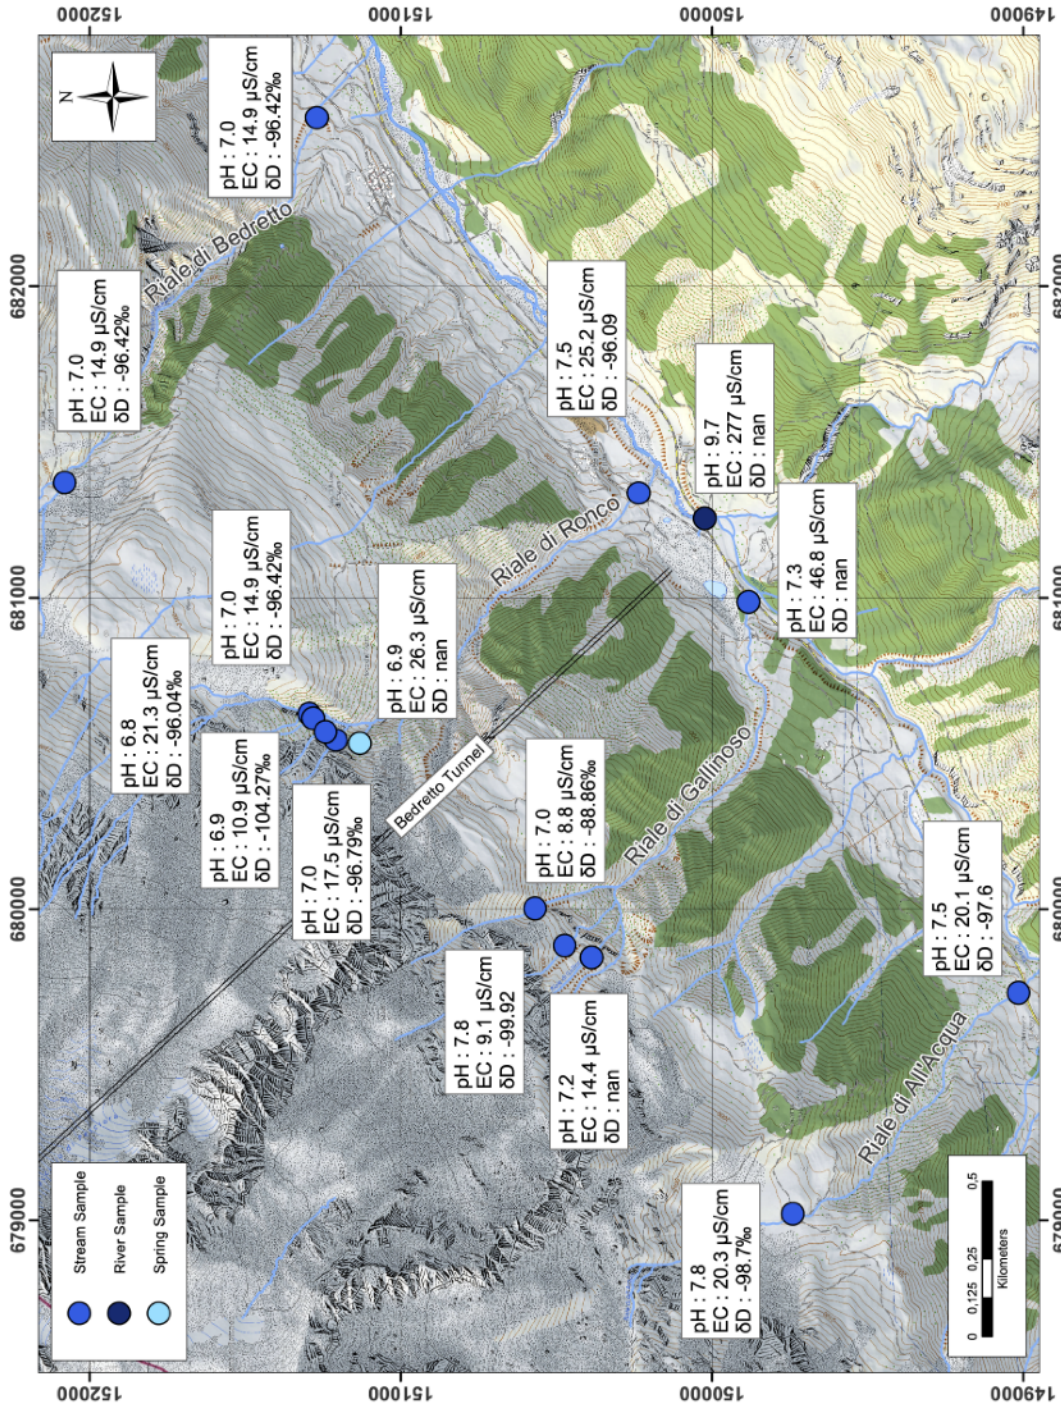 679000
680000
681000
682000
152000
152000
Stream Sample
River Sample
Spring Sample
N
pH : 7.0
EC : 14.9 µS/cm
δD : -96.42‰
pH : 6.8
EC : 21.3 µS/cm
δD : -96.04‰
Riale di Bedretto
pH : 6.9
EC : 10.9 µS/cm
δD : -104.27‰
pH : 7.0
EC : 14.9 µS/cm
δD : -96.42‰
pH : 7.0
EC : 14.9 µS/cm
δD : -96.42‰
pH : 7.0
EC : 17.5 µS/cm
δD : -96.79‰
151000
151000
pH : 6.9
EC : 26.3 µS/cm
δD : nan
Bedretto Tunnel
pH : 7.8
EC : 9.1 µS/cm
δD : -99.92
Riale di Ronco
pH : 7.0
EC : 8.8 µS/cm
δD : -88.86‰
pH : 7.5
EC : 25.2 µS/cm
δD : -96.09
pH : 7.2
EC : 14.4 µS/cm
δD : nan
Riale di Gallinoso
150000
150000
pH : 7.8
EC : 20.3 µS/cm
δD : -98.7‰
pH : 9.7
EC : 277 µS/cm
δD : nan
pH : 7.3
EC : 46.8 µS/cm
δD : nan
Riale di All'Acqua
pH : 7.5
EC : 20.1 µS/cm
δD : -97.6
0 0,125 0,25 0,5
Kilometers
149000
149000
679000
680000
681000
682000